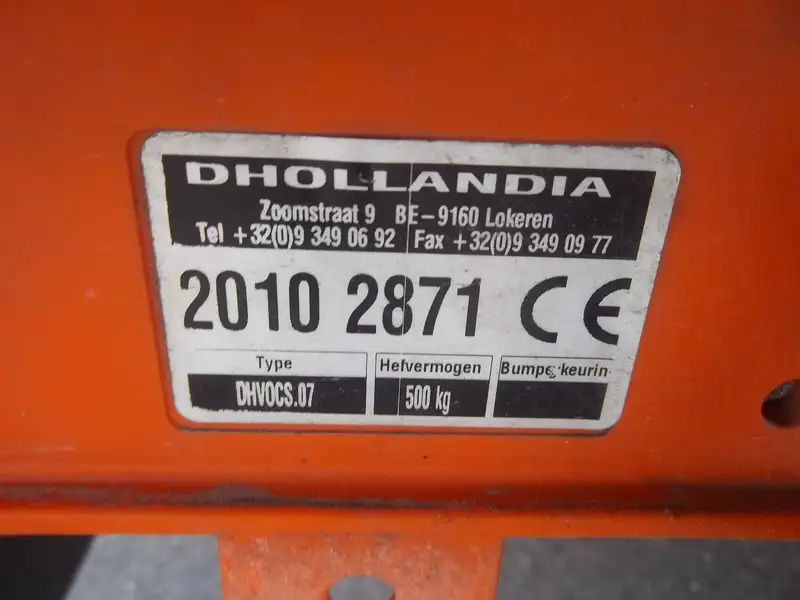 DHOLLANDIA
Zoomstraat 9 BE-9160 Lokeren
Tel +32(0)9 349 06 92 Fax +32(0)9 349 09 77
2010 2871 CE
Type Hefvermogen Bumperkeurin
DHVOCS.07 500 kg